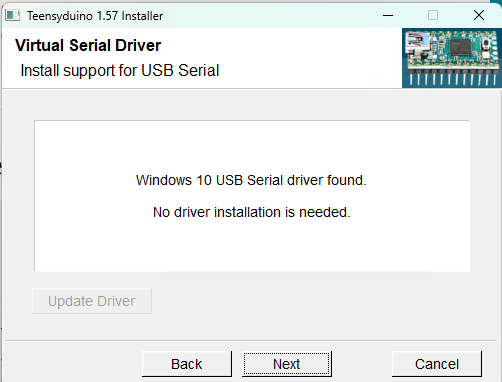 Teensyduino 1.57 Installer
Virtual Serial Driver
Install support for USB Serial
Windows 10 USB Serial driver found.
No driver installation is needed.
Update Driver
Back
Next
Cancel